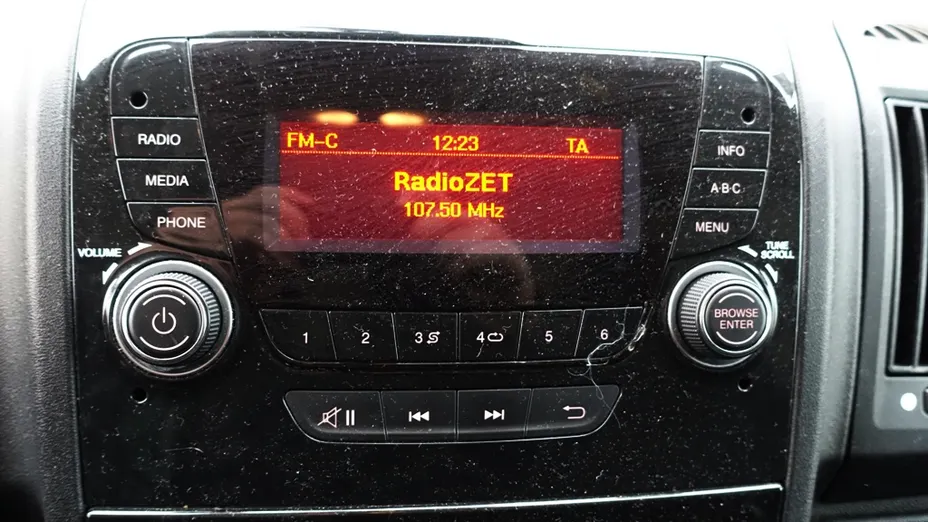 FM-C 12:23 TA
RadioZET
107.50 MHz
RADIO
MEDIA
PHONE
VOLUME
INFO
A·B·C
MENU
TUNE
SCROLL
BROWSE
ENTER
1 2 3 4 5 6